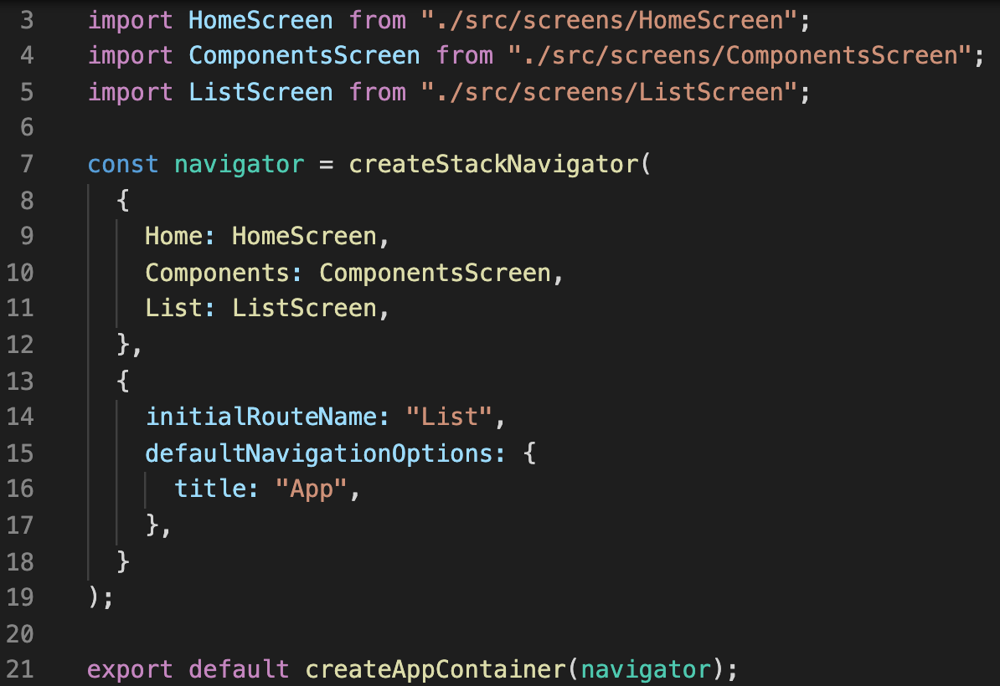 3 import HomeScreen from "./src/screens/HomeScreen";
4 import ComponentsScreen from "./src/screens/ComponentsScreen";
5 import ListScreen from "./src/screens/ListScreen";
6
7 const navigator = createStackNavigator(
8   {
9     Home: HomeScreen,
10     Components: ComponentsScreen,
11     List: ListScreen,
12   },
13   {
14     initialRouteName: "List",
15     defaultNavigationOptions: {
16       title: "App",
17     },
18   }
19 );
20
21 export default createAppContainer(navigator);